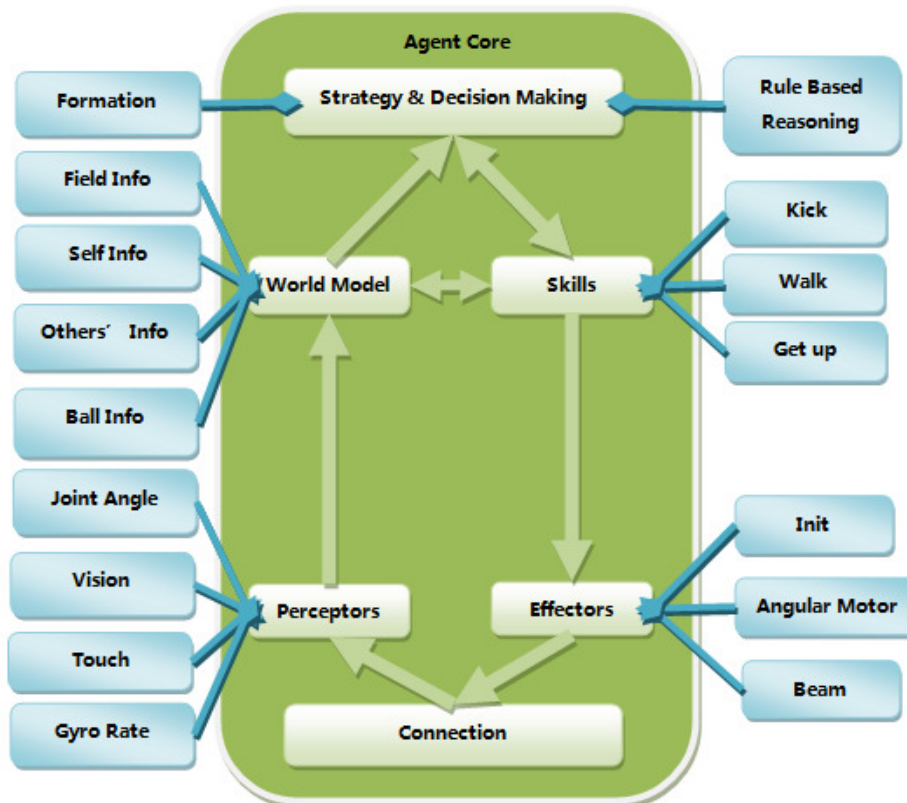 Agent Core
Strategy & Decision Making
Formation
Rule Based
Reasoning
Field Info
Self Info
Others′ Info
Ball Info
World Model
Skills
Kick
Walk
Get up
Joint Angle
Vision
Touch
Gyro Rate
Perceptors
Effectors
Init
Angular Motor
Beam
Connection